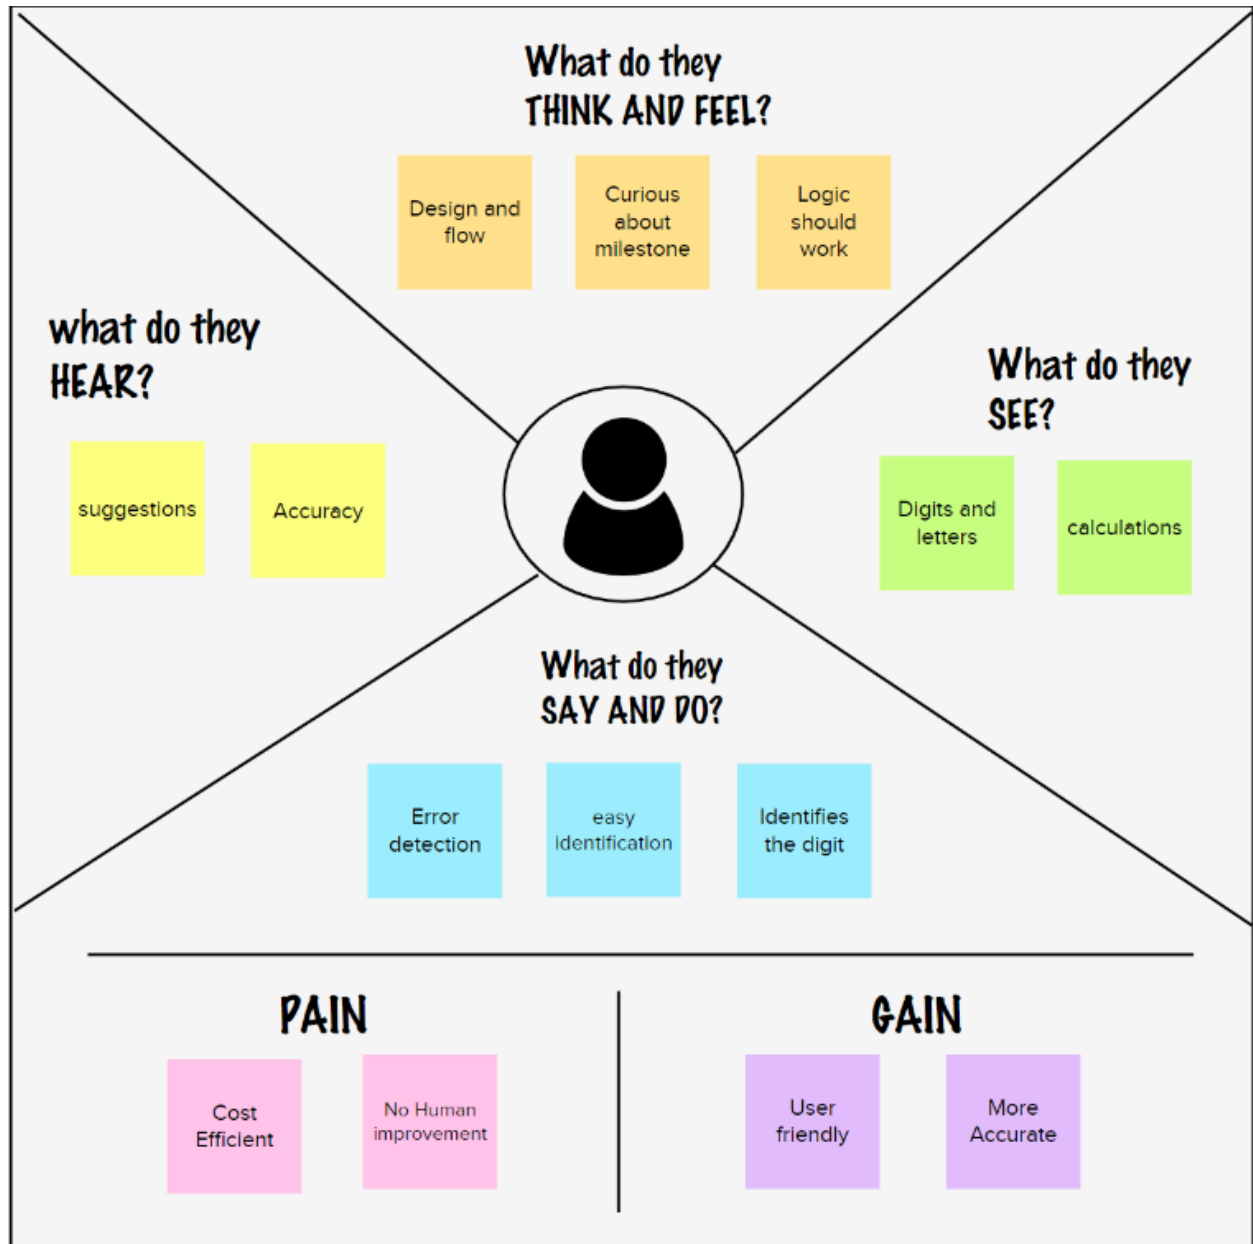 What do they
THINK AND FEEL?
Design and
flow
Curious
about
milestone
Logic
should
work
what do they
HEAR?
suggestions
Accuracy
What do they
SEE?
Digits and
letters
calculations
What do they
SAY AND DO?
Error
detection
easy
identification
Identifies
the digit
PAIN
Cost
Efficient
No Human
improvement
GAIN
User
friendly
More
Accurate